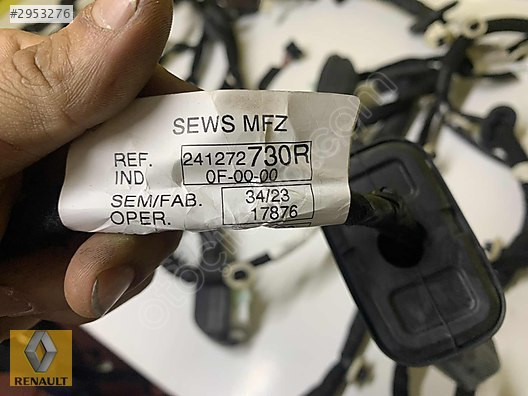 #2953276
SEWS MFZ
REF. 241272730R
IND 0F-00-00
SEM/FAB. 34/23
OPER. 17876
RENAULT